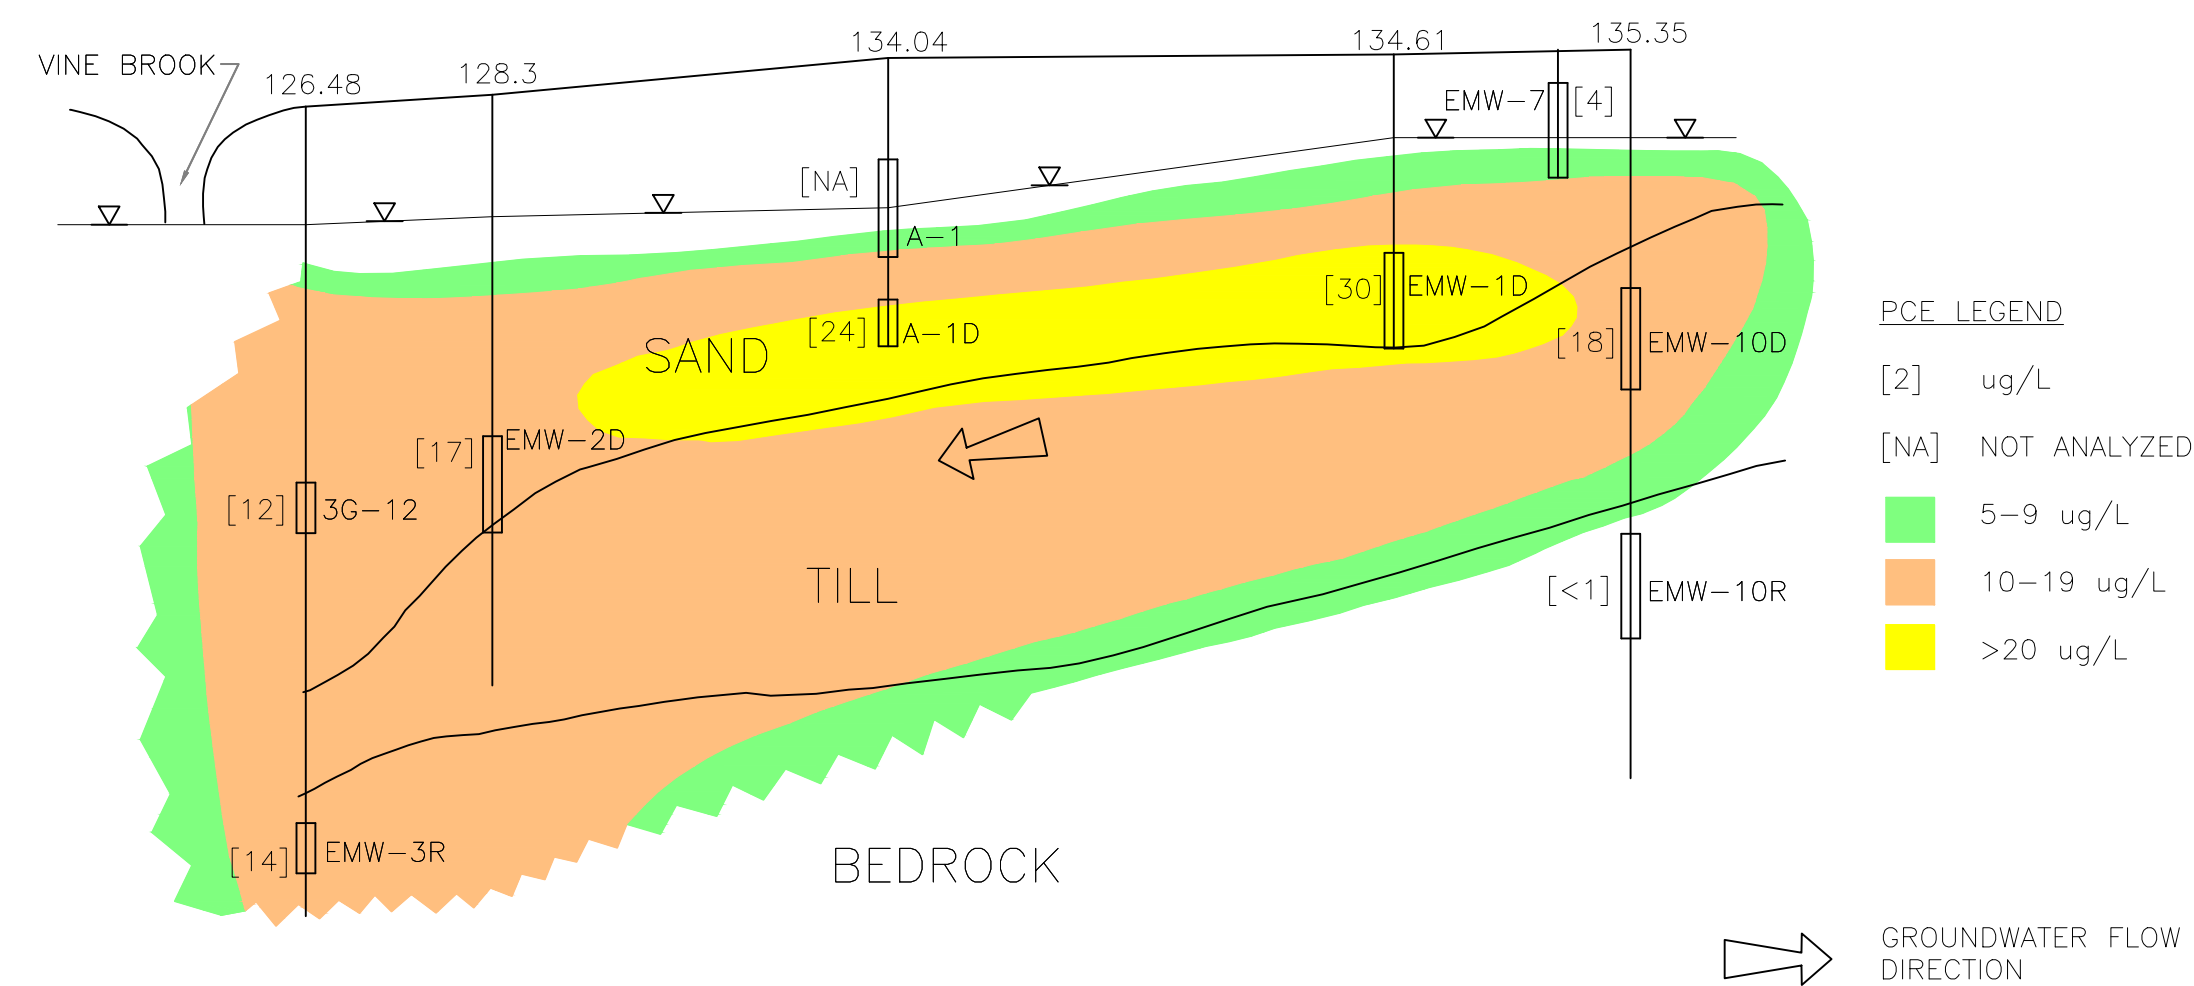 VINE BROOK
126.48
128.3
134.04
134.61
135.35
EMW-7
[4]
[NA]
A-1
[30]
EMW-1D
[24]
A-1D
SAND
[18]
EMW-10D
[17]
EMW-2D
[12]
3G-12
TILL
[<1]
EMW-10R
[14]
EMW-3R
BEDROCK
PCE LEGEND
[2] ug/L
[NA] NOT ANALYZED
5-9 ug/L
10-19 ug/L
>20 ug/L
GROUNDWATER FLOW
DIRECTION